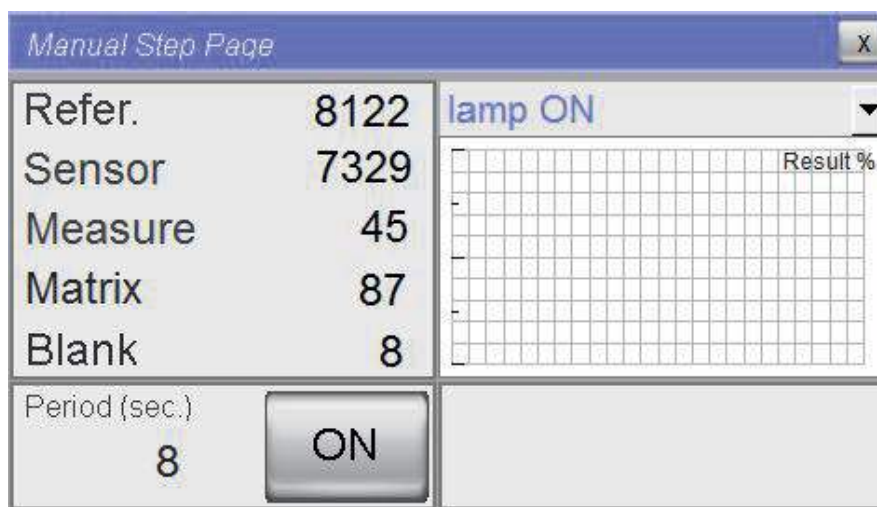 Manual Step Page
X
Refer. 8122
Sensor 7329
Measure 45
Matrix 87
Blank 8
lamp ON
Result %
Period (sec.)
8
ON